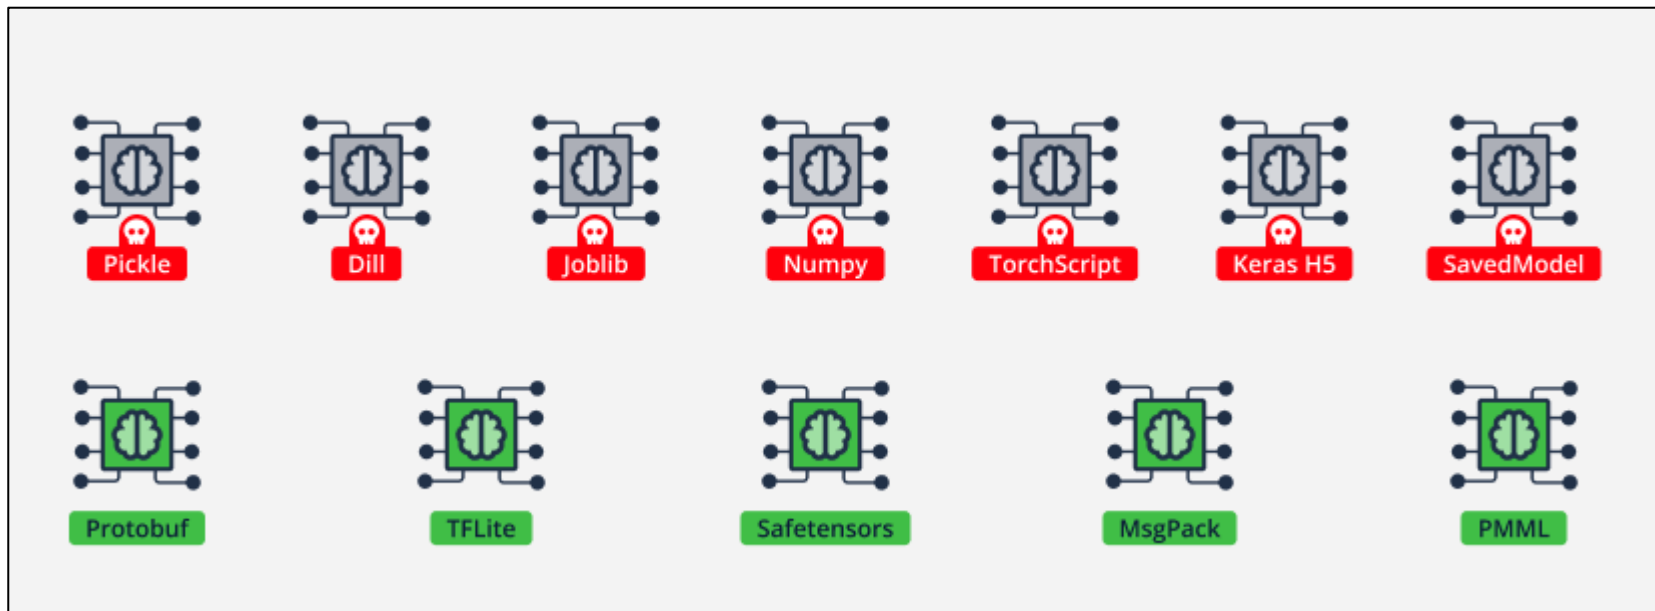 Pickle
Dill
Joblib
Numpy
TorchScript
Keras H5
SavedModel
Protobuf
TFLite
Safetensors
MsgPack
PMML